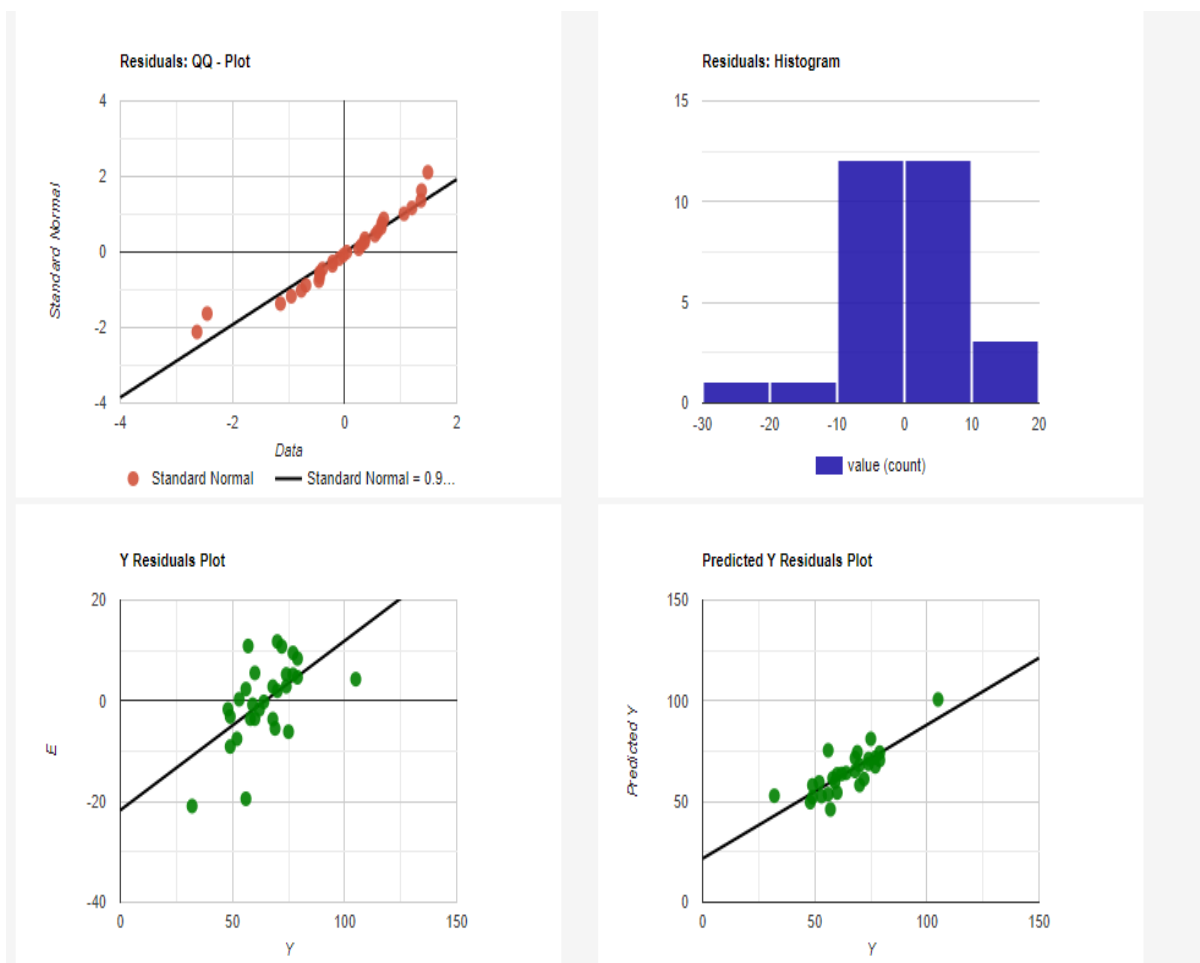 Residuals: QQ - Plot
4
2
0
-2
-4
-4
-2
0
2
Standard Normal
Data
Standard Normal
Standard Normal = 0.9...
Residuals: Histogram
15
10
5
0
-30
-20
-10
0
10
20
value (count)
Y Residuals Plot
20
0
-20
-40
0
50
100
150
E
Y
Predicted Y Residuals Plot
150
100
50
0
0
50
100
150
Predicted Y
Y